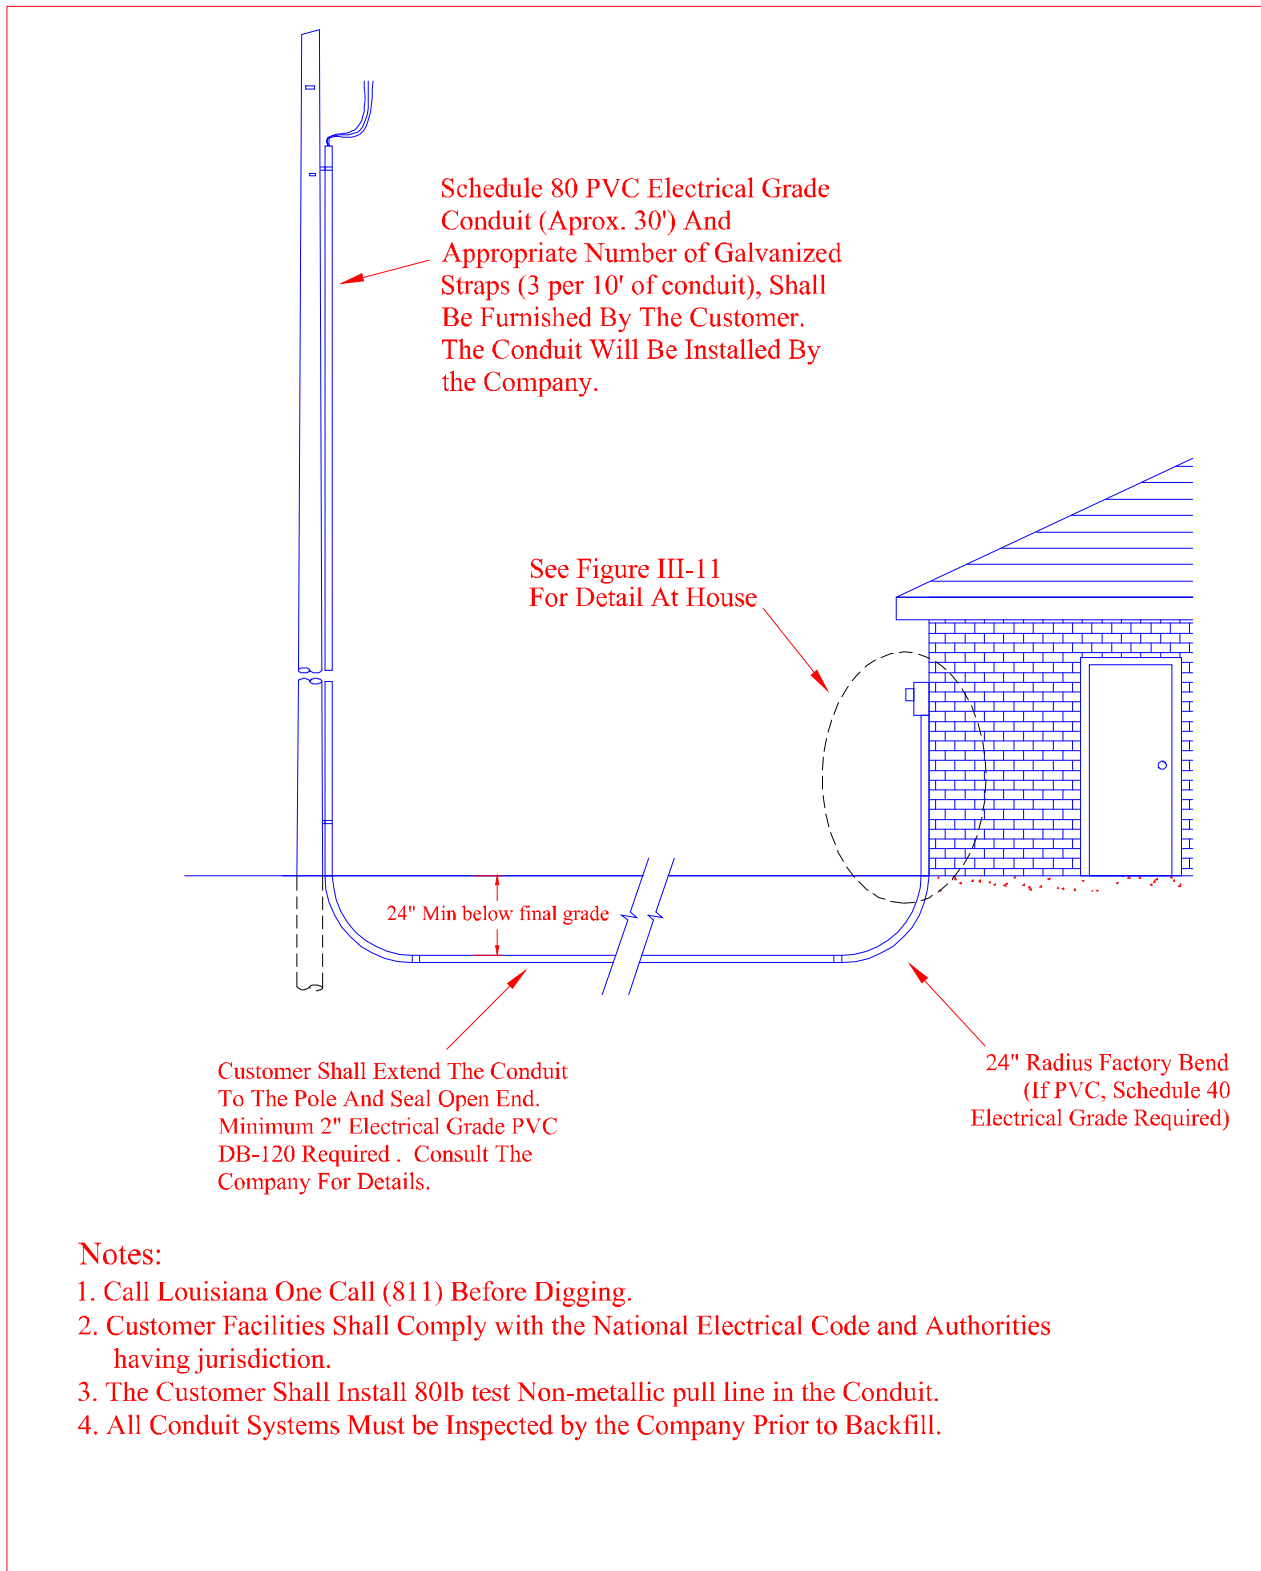 Schedule 80 PVC Electrical Grade
Conduit (Aprox. 30') And
Appropriate Number of Galvanized
Straps (3 per 10' of conduit), Shall
Be Furnished By The Customer.
The Conduit Will Be Installed By
the Company.
See Figure III-11
For Detail At House
24" Min below final grade
Customer Shall Extend The Conduit
To The Pole And Seal Open End.
Minimum 2" Electrical Grade PVC
DB-120 Required . Consult The
Company For Details.
24" Radius Factory Bend
(If PVC, Schedule 40
Electrical Grade Required)
Notes:
1. Call Louisiana One Call (811) Before Digging.
2. Customer Facilities Shall Comply with the National Electrical Code and Authorities
having jurisdiction.
3. The Customer Shall Install 80lb test Non-metallic pull line in the Conduit.
4. All Conduit Systems Must be Inspected by the Company Prior to Backfill.